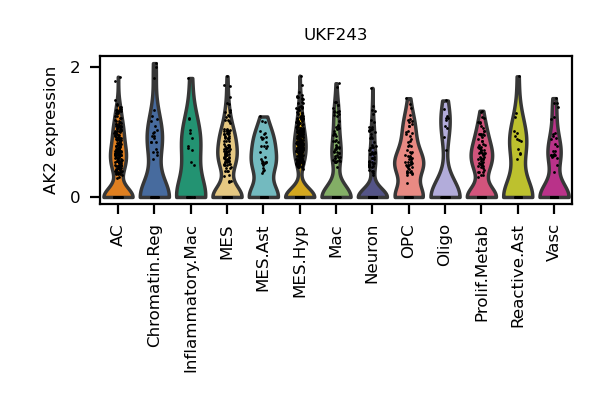 UKF243
AK2 expression
2
0
AC
Chromatin.Reg
Inflammatory.Mac
MES
MES.Ast
MES.Hyp
Mac
Neuron
OPC
Oligo
Prolif.Metab
Reactive.Ast
Vasc